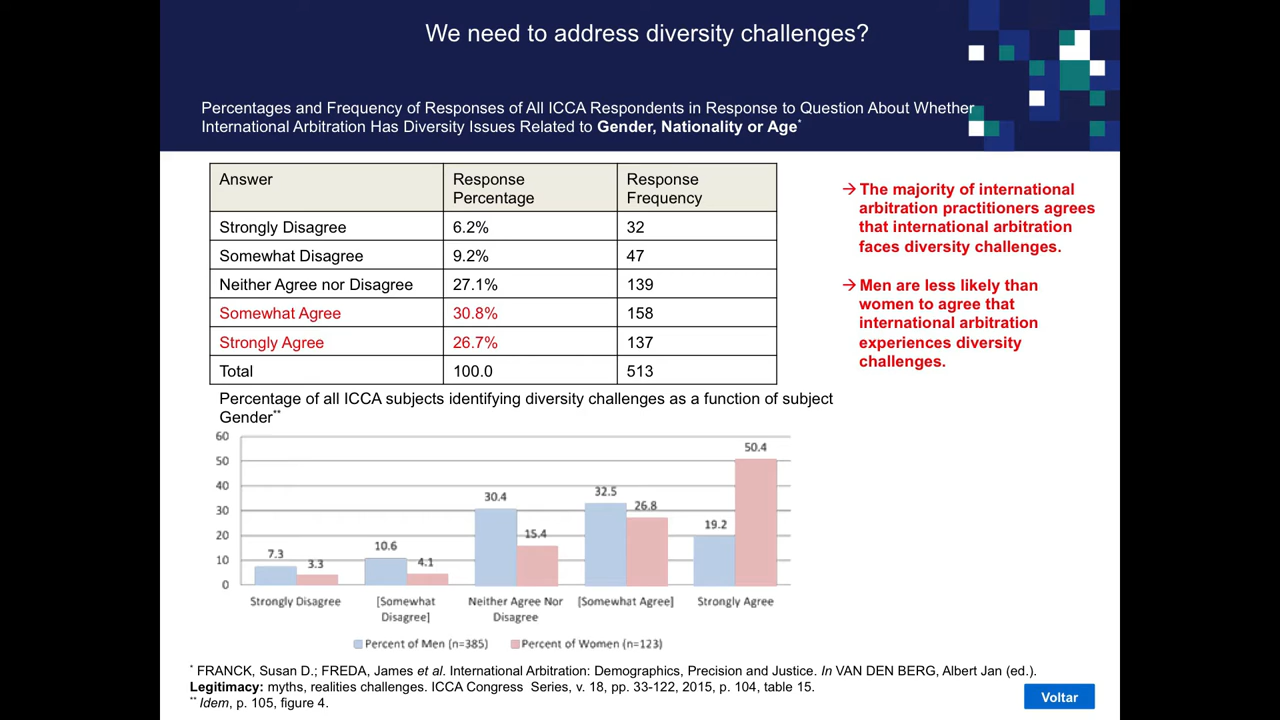 We need to address diversity challenges?
Percentages and Frequency of Responses of All ICCA Respondents in Response to Question About Whether
International Arbitration Has Diversity Issues Related to Gender, Nationality or Age*
Answer Response Percentage Response Frequency
Strongly Disagree 6.2% 32
Somewhat Disagree 9.2% 47
Neither Agree nor Disagree 27.1% 139
Somewhat Agree 30.8% 158
Strongly Agree 26.7% 137
Total 100.0 513
→ The majority of international
arbitration practitioners agrees
that international arbitration
faces diversity challenges.
→ Men are less likely than
women to agree that
international arbitration
experiences diversity
challenges.
Percentage of all ICCA subjects identifying diversity challenges as a function of subject
Gender**
60
50
40
30
20
10
0
7.3 3.3
10.6 4.1
30.4 15.4
32.5 26.8
19.2 50.4
Strongly Disagree
[Somewhat
Disagree]
Neither Agree Nor
Disagree
[Somewhat Agree]
Strongly Agree
Percent of Men (n=385) Percent of Women (n=123)
* FRANCK, Susan D.; FREDA, James et al. International Arbitration: Demographics, Precision and Justice. In VAN DEN BERG, Albert Jan (ed.).
Legitimacy: myths, realities challenges. ICCA Congress Series, v. 18, pp. 33-122, 2015, p. 104, table 15.
** Idem, p. 105, figure 4.
Voltar